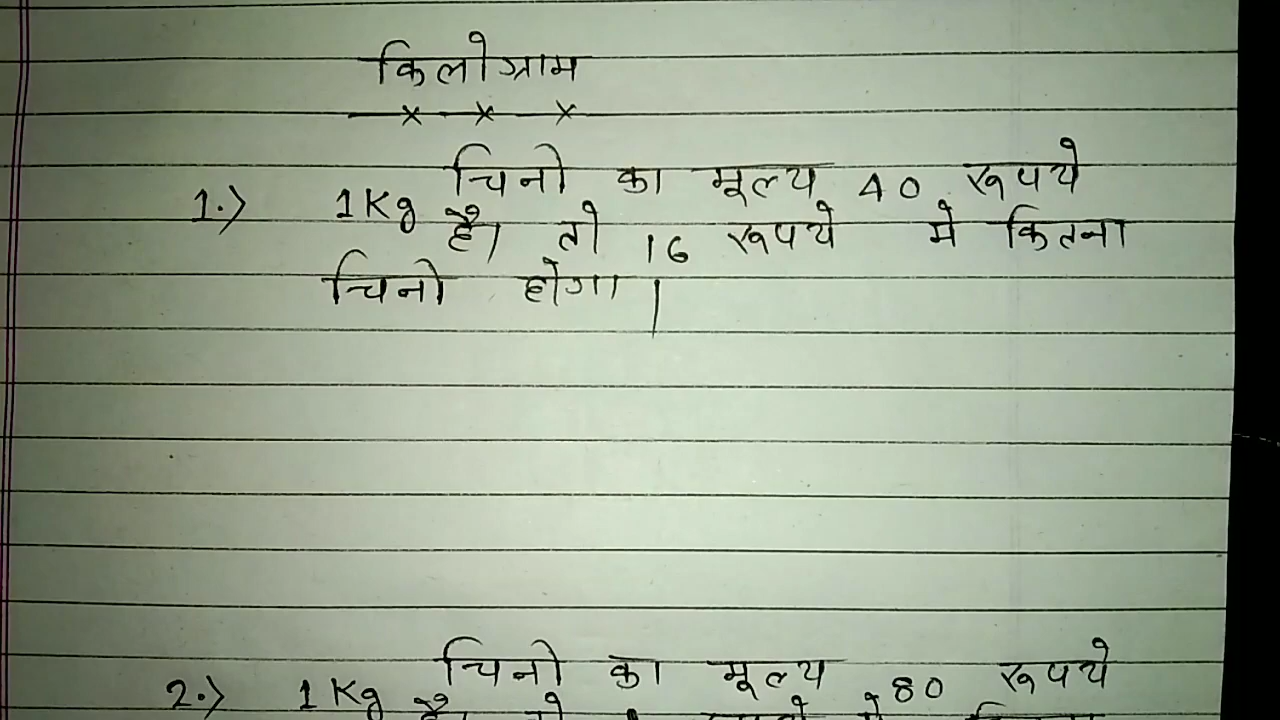 किलोग्राम
1.) 1Kg चिनी का मूल्य 40 रूपये
है। तो 16 रूपये मे कितना
चिनी होगा |
2.) 1Kg चिनी का मूल्य 80 रूपये
है। तो